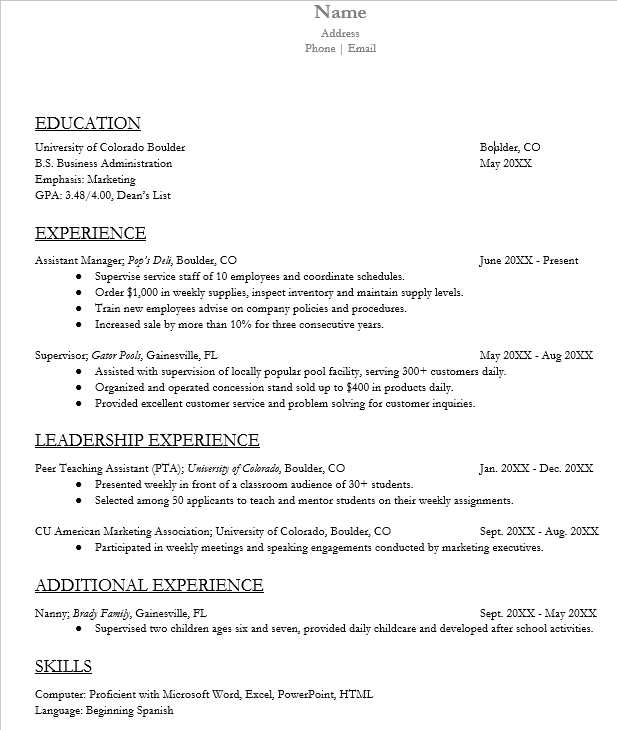 Name
Address
Phone | Email
EDUCATION
University of Colorado Boulder Boulder, CO
B.S. Business Administration May 20XX
Emphasis: Marketing
GPA: 3.48/4.00, Dean's List
EXPERIENCE
Assistant Manager; Pop's Deli, Boulder, CO June 20XX - Present
● Supervise service staff of 10 employees and coordinate schedules.
● Order $1,000 in weekly supplies, inspect inventory and maintain supply levels.
● Train new employees advise on company policies and procedures.
● Increased sale by more than 10% for three consecutive years.
Supervisor; Gator Pools, Gainesville, FL May 20XX - Aug 20XX
● Assisted with supervision of locally popular pool facility, serving 300+ customers daily.
● Organized and operated concession stand sold up to $400 in products daily.
● Provided excellent customer service and problem solving for customer inquiries.
LEADERSHIP EXPERIENCE
Peer Teaching Assistant (PTA); University of Colorado, Boulder, CO Jan. 20XX - Dec. 20XX
● Presented weekly in front of a classroom audience of 30+ students.
● Selected among 50 applicants to teach and mentor students on their weekly assignments.
CU American Marketing Association; University of Colorado, Boulder, CO Sept. 20XX - Aug. 20XX
● Participated in weekly meetings and speaking engagements conducted by marketing executives.
ADDITIONAL EXPERIENCE
Nanny; Brady Family, Gainesville, FL Sept. 20XX - May 20XX
● Supervised two children ages six and seven, provided daily childcare and developed after school activities.
SKILLS
Computer: Proficient with Microsoft Word, Excel, PowerPoint, HTML
Language: Beginning Spanish